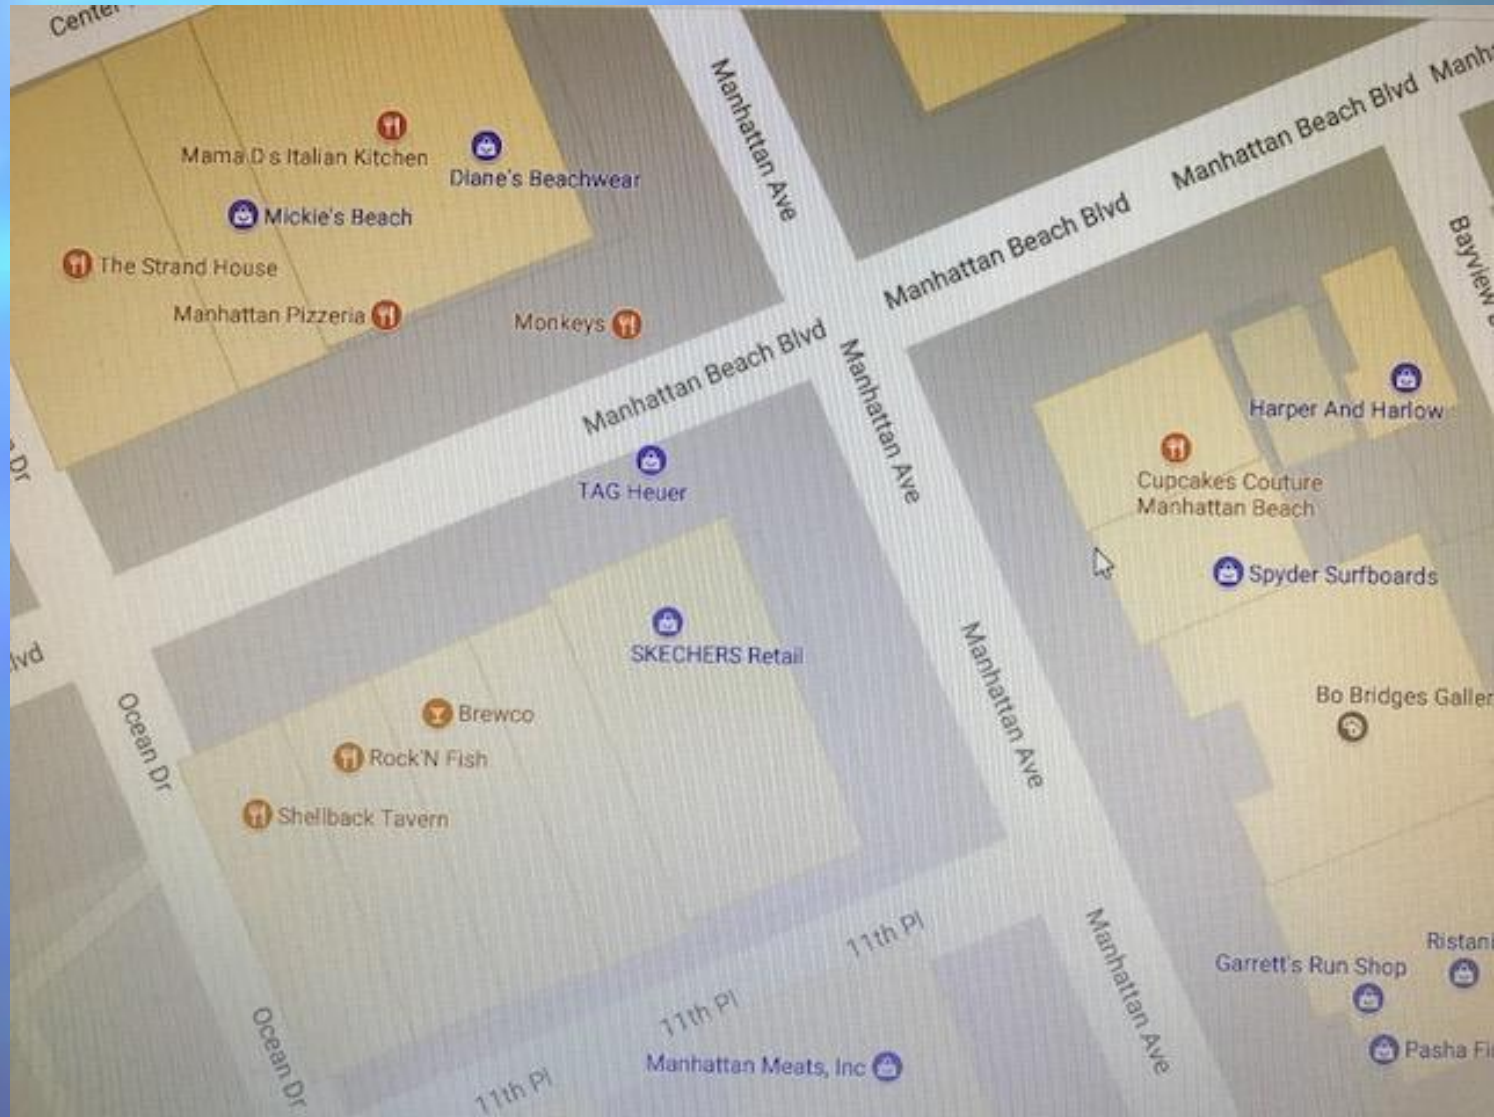 Center
Manhattan Ave
Manhattan Beach Blvd
Manha
Mama D s Italian Kitchen
Diane's Beachwear
Manhattan Beach Blvd
Mickie's Beach
The Strand House
Manhattan Pizzeria
Monkeys
Bayview D
Manhattan Beach Blvd
Manhattan Ave
Harper And Harlow
Dr
TAG Heuer
Cupcakes Couture
Manhattan Beach
Spyder Surfboards
SKECHERS Retail
lvd
Manhattan Ave
Ocean Dr
Brewco
Bo Bridges Galler
Rock'N Fish
Shellback Tavern
11th Pl
Manhattan Ave
Ristani
Garrett's Run Shop
11th Pl
Ocean Dr
Manhattan Meats, Inc
Pasha Fi
11th Pl